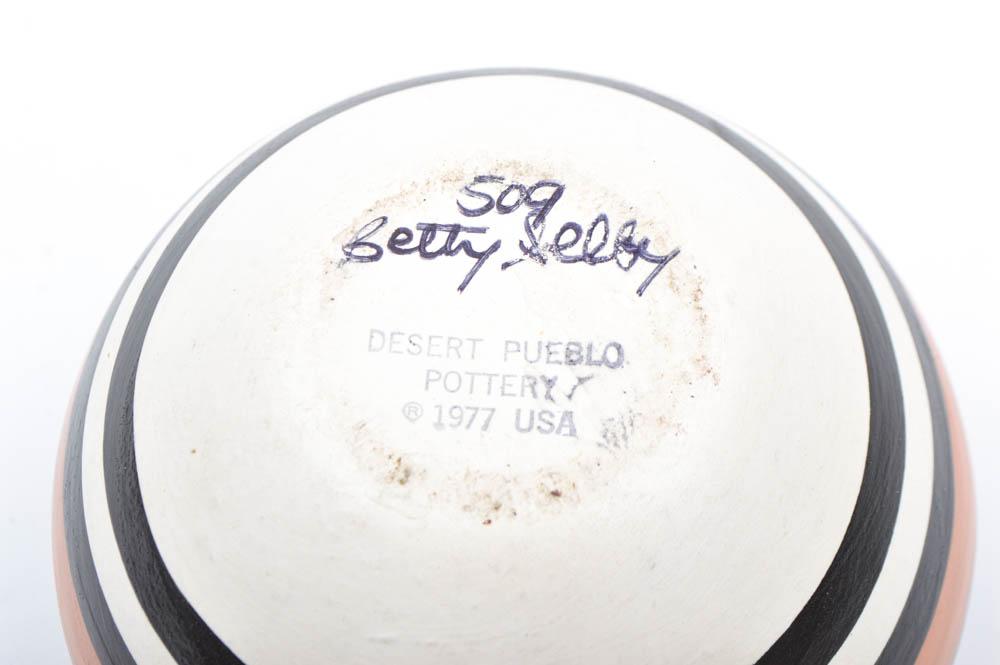 509
Betty Selby
DESERT PUEBLO
POTTERY
® 1977 USA